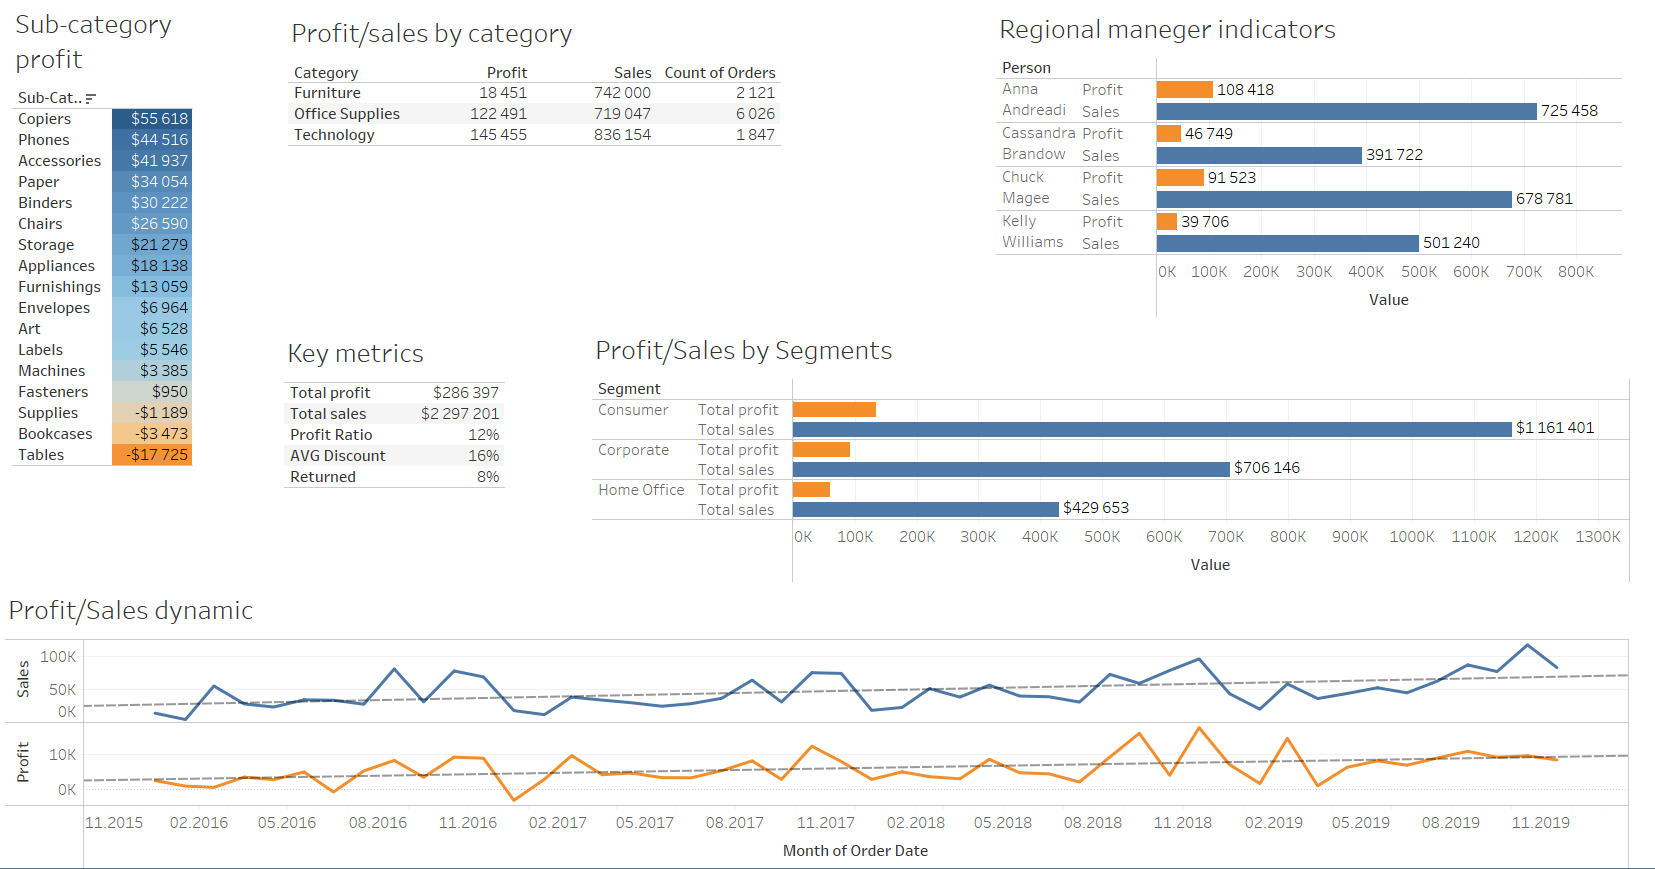 Sub-category
profit
Sub-Cat..
Copiers $55 618
Phones $44 516
Accessories $41 937
Paper $34 054
Binders $30 222
Chairs $26 590
Storage $21 279
Appliances $18 138
Furnishings $13 059
Envelopes $6 964
Art $6 528
Labels $5 546
Machines $3 385
Fasteners $950
Supplies -$1 189
Bookcases -$3 473
Tables -$17 725
Profit/sales by category
Category Profit Sales Count of Orders
Furniture 18 451 742 000 2 121
Office Supplies 122 491 719 047 6 026
Technology 145 455 836 154 1 847
Regional maneger indicators
Person
Anna Profit 108 418
Andreadi Sales 725 458
Cassandra Profit 46 749
Brandow Sales 391 722
Chuck Profit 91 523
Magee Sales 678 781
Kelly Profit 39 706
Williams Sales 501 240
0K 100K 200K 300K 400K 500K 600K 700K 800K
Value
Key metrics
Total profit $286 397
Total sales $2 297 201
Profit Ratio 12%
AVG Discount 16%
Returned 8%
Profit/Sales by Segments
Segment
Consumer Total profit
Total sales $1 161 401
Corporate Total profit
Total sales $706 146
Home Office Total profit
Total sales $429 653
0K 100K 200K 300K 400K 500K 600K 700K 800K 900K 1000K 1100K 1200K 1300K
Value
Profit/Sales dynamic
Sales
100K
50K
0K
Profit
10K
0K
11.2015 02.2016 05.2016 08.2016 11.2016 02.2017 05.2017 08.2017 11.2017 02.2018 05.2018 08.2018 11.2018 02.2019 05.2019 08.2019 11.2019
Month of Order Date